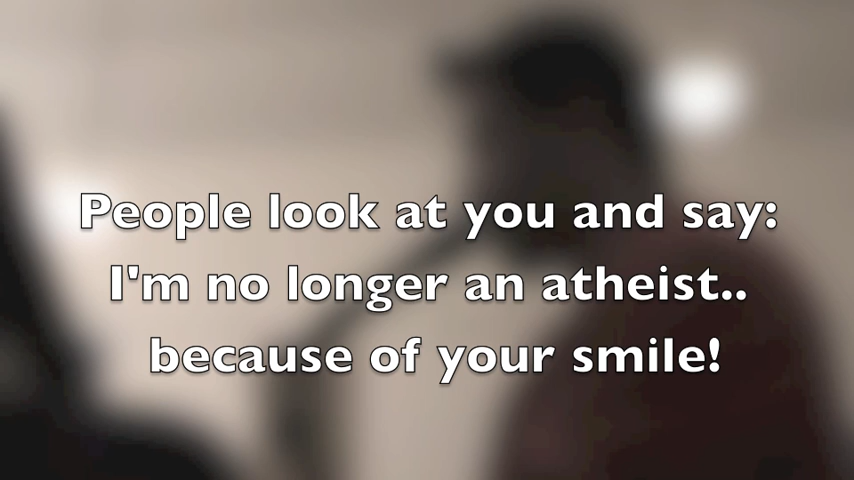 People look at you and say:
I'm no longer an atheist..
because of your smile!